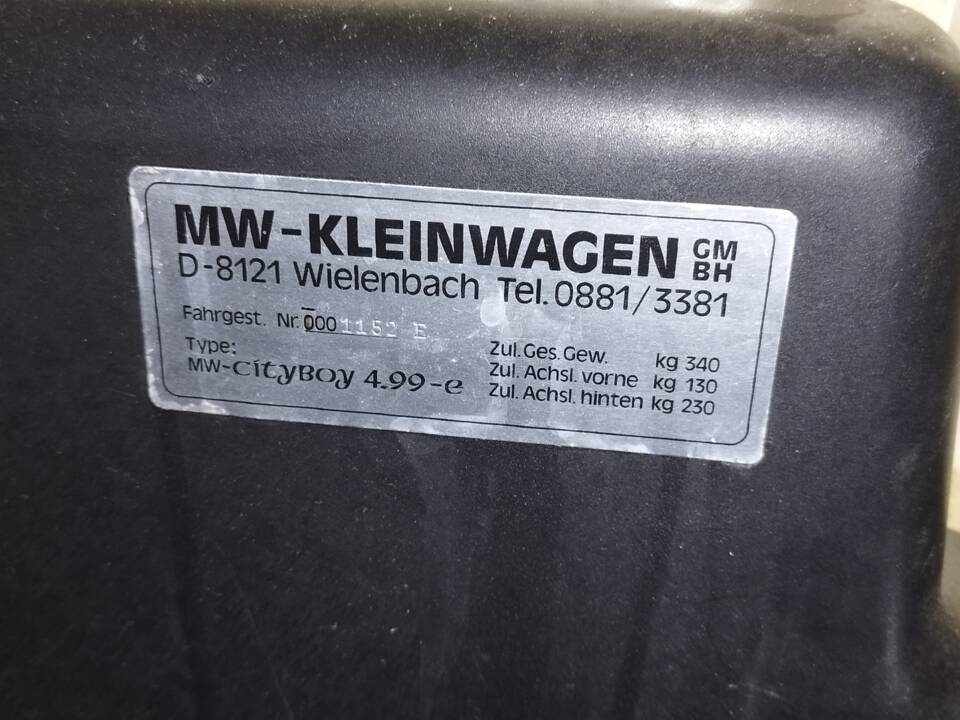 MW-KLEINWAGEN GMBH
D-8121 Wielenbach Tel. 0881/3381
Fahrgest. Nr. 0001152 E
Type:
MW-CityBoy 4.99-e
Zul. Ges. Gew. kg 340
Zul. Achsl. vorne kg 130
Zul. Achsl. hinten kg 230